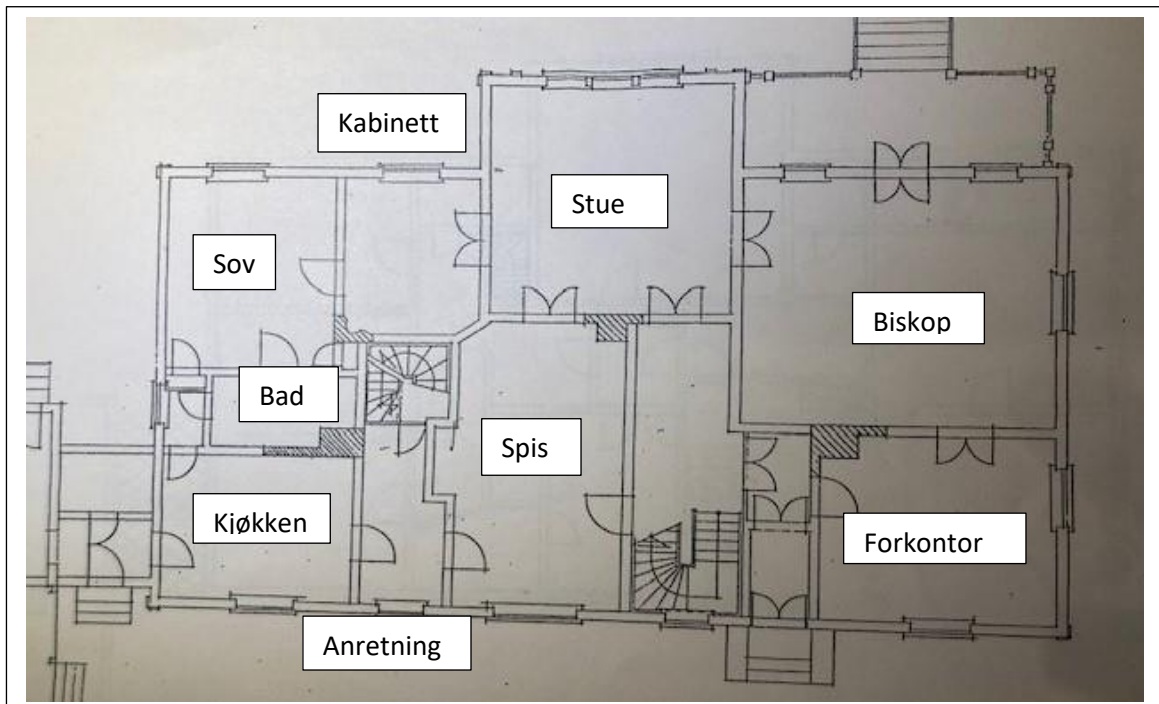 Kabinett
Stue
Sov
Biskop
Bad
Spis
Kjøkken
Forkontor
Anretning